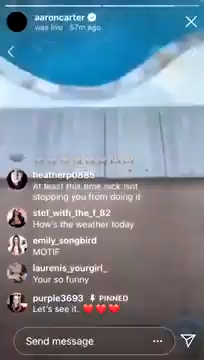 aaroncarter
was live · 57m ago
heatherp0885
At least this time nick isnt
stopping you from doing it
stef_with_the_f_82
How's the weather today
emily_songbird
MOTIF
laurenis_yourgirl_
Your so funny
purple3693 PINNED
Let's see it. ❤️❤️❤️
Send message